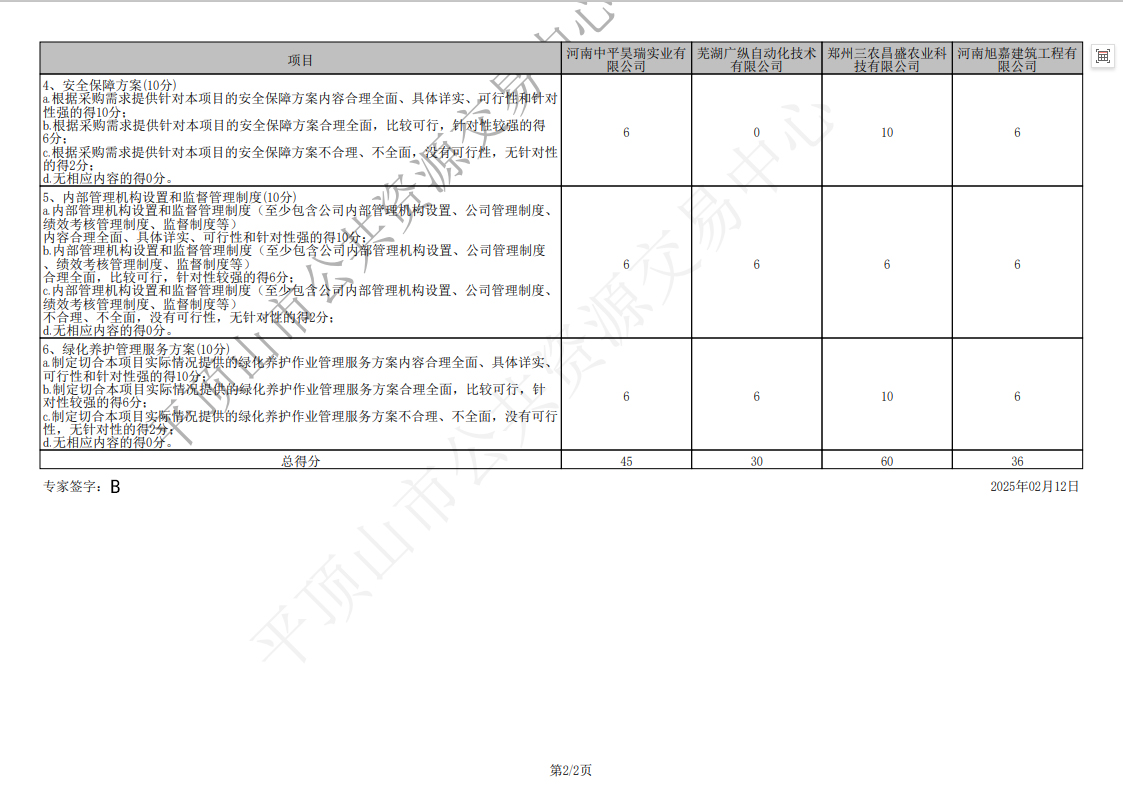 项目
河南中平昊瑞实业有
限公司
芜湖广纵自动化技术
有限公司
郑州三农昌盛农业科
技有限公司
河南旭嘉建筑工程有
限公司
4、安全保障方案(10分)
a.根据采购需求提供针对本项目的安全保障方案内容合理全面、具体详实、可行性和针对
性强的得10分；
b.根据采购需求提供针对本项目的安全保障方案合理全面，比较可行，针对性较强的得
6分；
c.根据采购需求提供针对本项目的安全保障方案不合理、不全面，没有可行性，无针对性
的得2分；
d.无相应内容的得0分。
6
0
10
6
5、内部管理机构设置和监督管理制度(10分)
a.内部管理机构设置和监督管理制度（至少包含公司内部管理机构设置、公司管理制度、
绩效考核管理制度、监督制度等）
内容合理全面、具体详实、可行性和针对性强的得10分；
b.内部管理机构设置和监督管理制度（至少包含公司内部管理机构设置、公司管理制度
、绩效考核管理制度、监督制度等）
合理全面，比较可行，针对性较强的得6分；
c.内部管理机构设置和监督管理制度（至少包含公司内部管理机构设置、公司管理制度、
绩效考核管理制度、监督制度等）
不合理、不全面，没有可行性，无针对性的得2分；
d.无相应内容的得0分。
6
6
6
6
6、绿化养护管理服务方案(10分)
a.制定切合本项目实际情况提供的绿化养护作业管理服务方案内容合理全面、具体详实、
可行性和针对性强的得10分；
b.制定切合本项目实际情况提供的绿化养护作业管理服务方案合理全面，比较可行，针
对性较强的得6分；
c.制定切合本项目实际情况提供的绿化养护作业管理服务方案不合理、不全面，没有可行
性，无针对性的得2分；
d.无相应内容的得0分。
6
6
10
6
总得分
45
30
60
36
专家签字：B
2025年02月12日
平顶山市公共资源交易中心
平顶山市公共资源交易中心
第2/2页